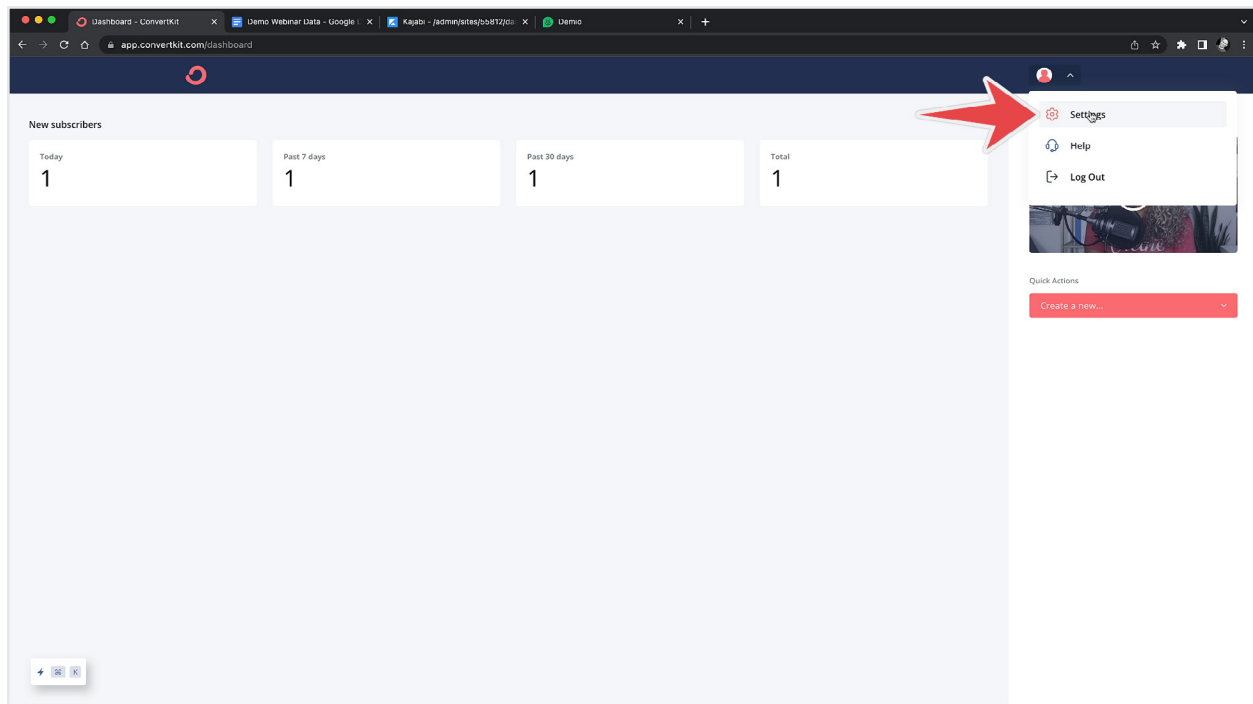 Dashboard - ConvertKit
Demo Webinar Data - Google D
Kajabi - /admin/sites/55812/da
Demio
app.convertkit.com/dashboard
Settings
Help
Log Out
New subscribers
Today
1
Past 7 days
1
Past 30 days
1
Total
1
Quick Actions
Create a new...
⌘ K